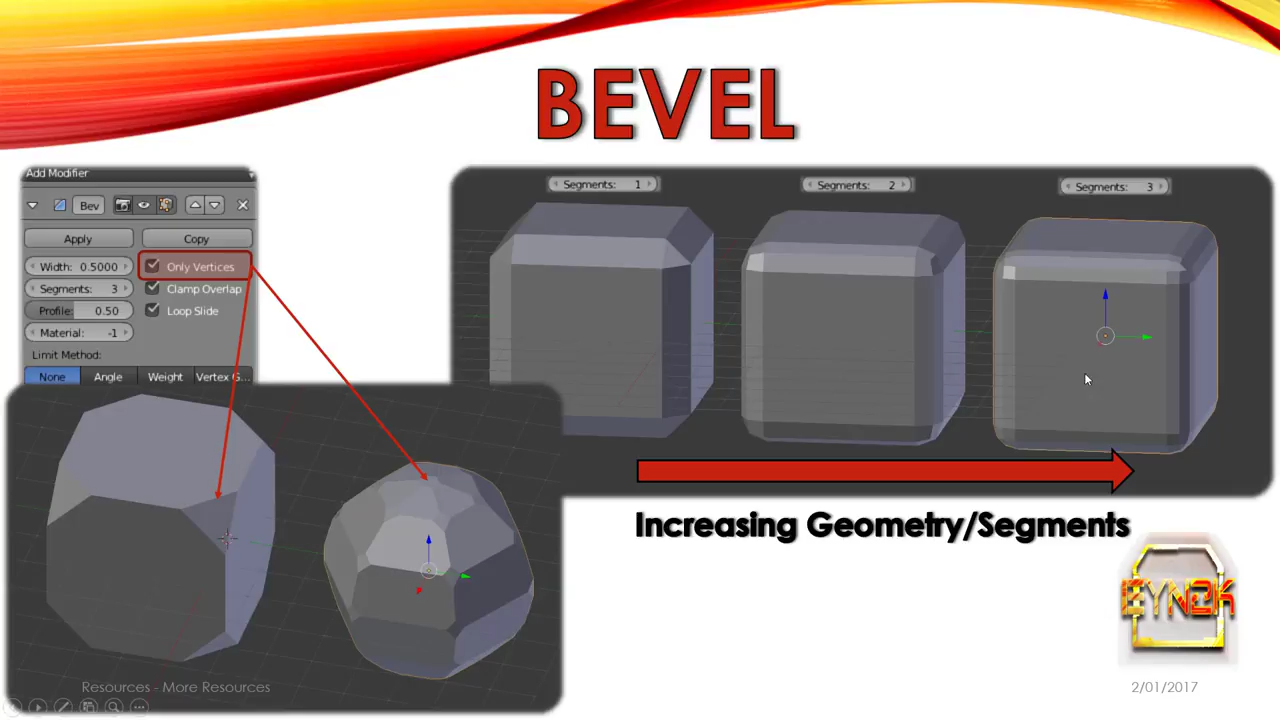 BEVEL
Add Modifier
Bev
Apply
Copy
Width: 0.5000
Only Vertices
Segments: 3
Clamp Overlap
Profile: 0.50
Loop Slide
Material: -1
Limit Method:
None
Angle
Weight
Vertex G...
Segments: 1
Segments: 2
Segments: 3
Increasing Geometry/Segments
EYN2K
Resources - More Resources
2/01/2017